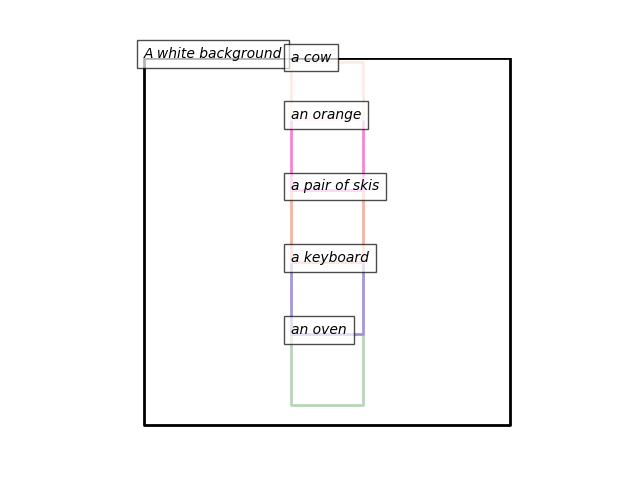 A white background
a cow
an orange
a pair of skis
a keyboard
an oven